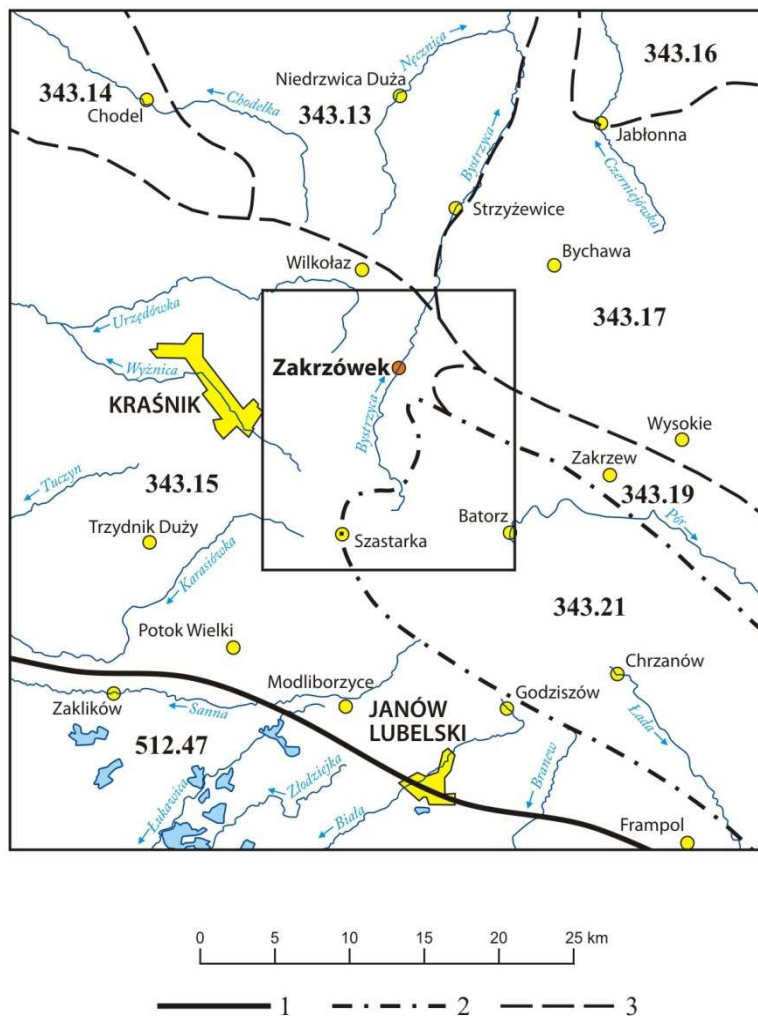 Nęcznica
343.16
Niedrzwica Duża
343.14
Chodel
Chodelka
343.13
Jabłonna
Bystrzyca
Czerniejówka
Strzyżewice
Bychawa
Wilkołaz
343.17
Urzędówka
Wyżnica
Zakrzówek
KRAŚNIK
Bystrzyca
Wysokie
Zakrzew
Tuczyn
343.15
343.19
Batorz
Pór
Trzydnik Duży
Szastarka
Karasiówka
343.21
Potok Wielki
Chrzanów
Modliborzyce
Zaklików
Sanna
JANÓW
LUBELSKI
Godziszów
Łada
512.47
Złodziejka
Branew
Łukawica
Biała
Frampol
0 5 10 15 20 25 km
1 2 3